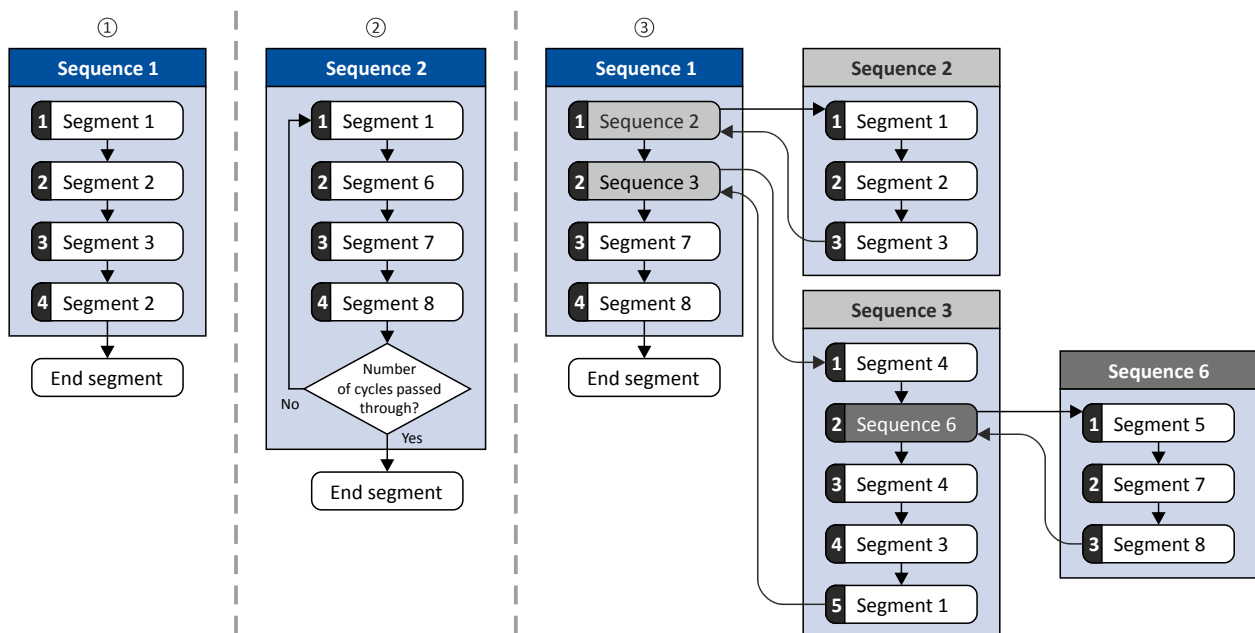 ①
Sequence 1
1 Segment 1
2 Segment 2
3 Segment 3
4 Segment 2
End segment
②
Sequence 2
1 Segment 1
2 Segment 6
3 Segment 7
4 Segment 8
Number
of cycles passed
through?
No
Yes
End segment
③
Sequence 1
1 Sequence 2
2 Sequence 3
3 Segment 7
4 Segment 8
End segment
Sequence 2
1 Segment 1
2 Segment 2
3 Segment 3
Sequence 3
1 Segment 4
2 Sequence 6
3 Segment 4
4 Segment 3
5 Segment 1
Sequence 6
1 Segment 5
2 Segment 7
3 Segment 8